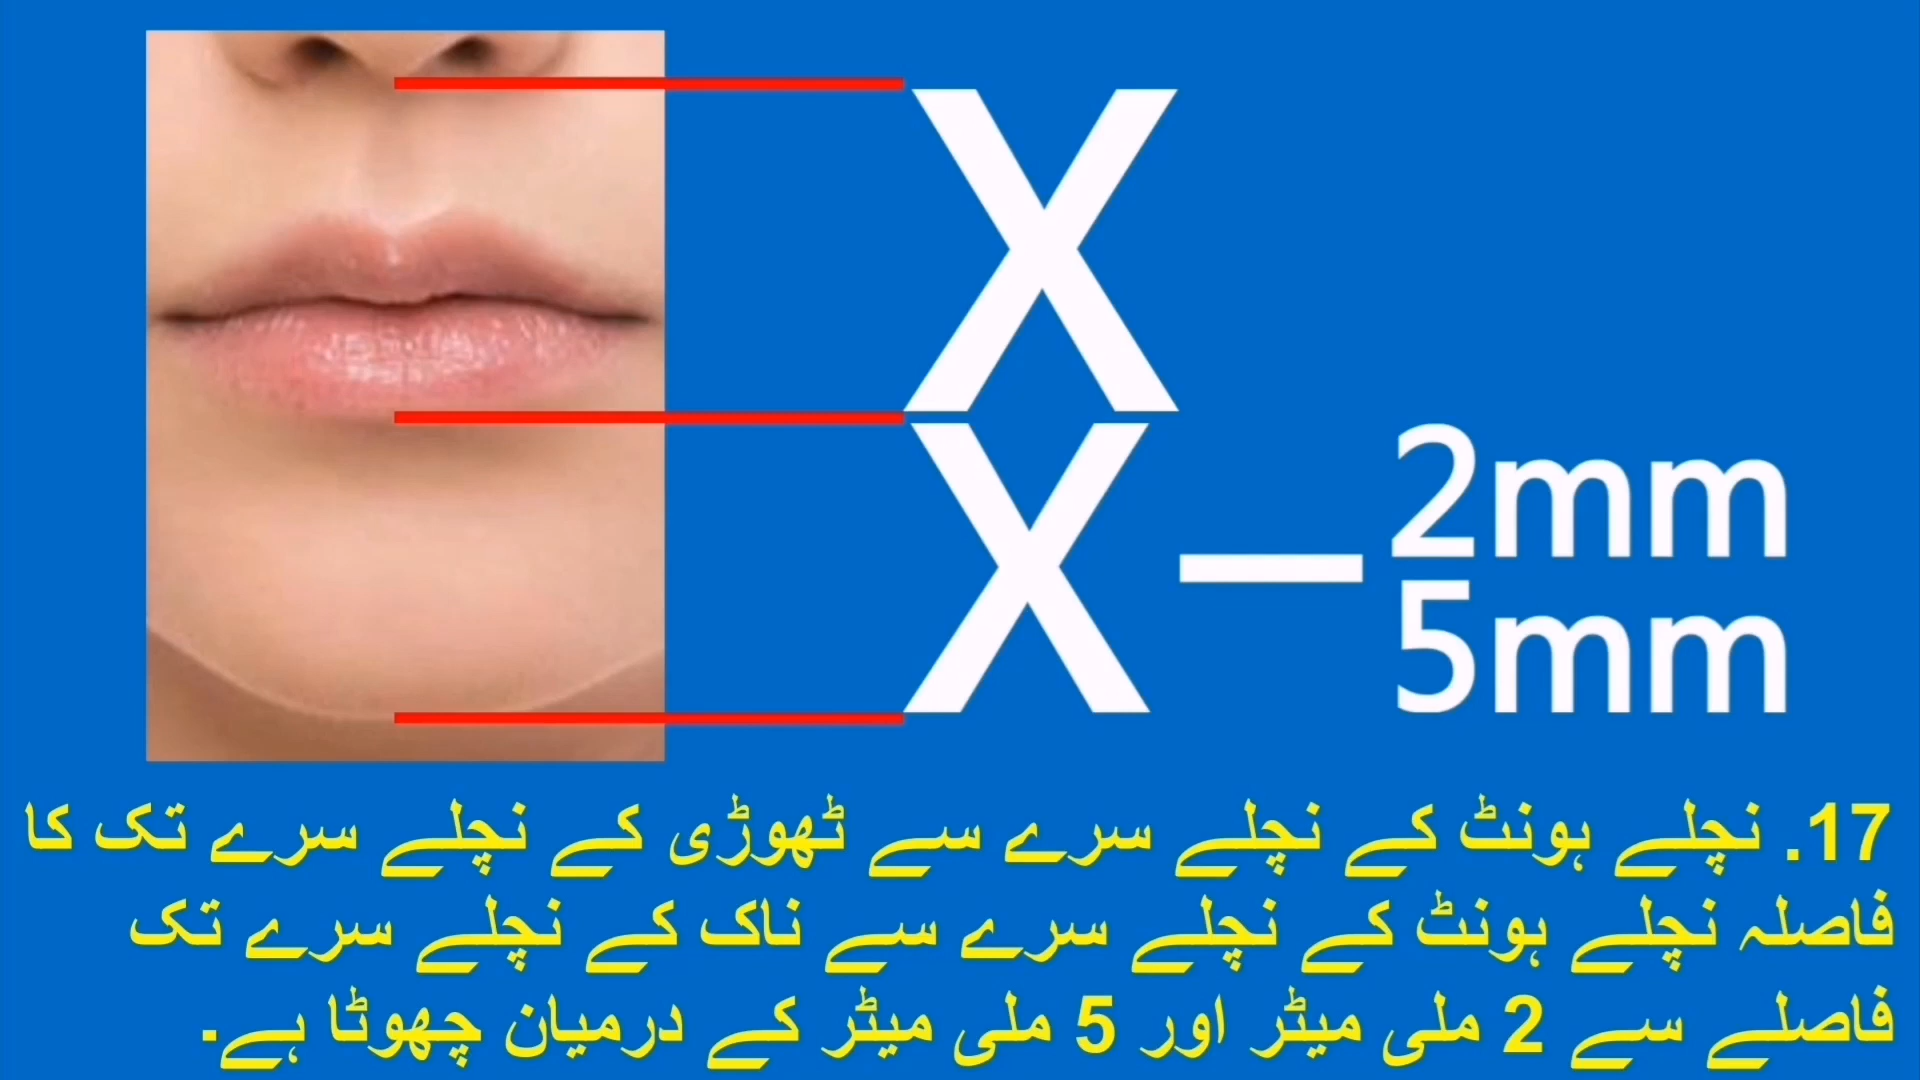 X
X – 2mm
5mm
17. نچلے ہونٹ کے نچلے سرے سے ٹھوڑی کے نچلے سرے تک کا
فاصلہ نچلے ہونٹ کے نچلے سرے سے ناک کے نچلے سرے تک
فاصلے سے 2 ملی میٹر اور 5 ملی میٹر کے درمیان چھوٹا ہے۔